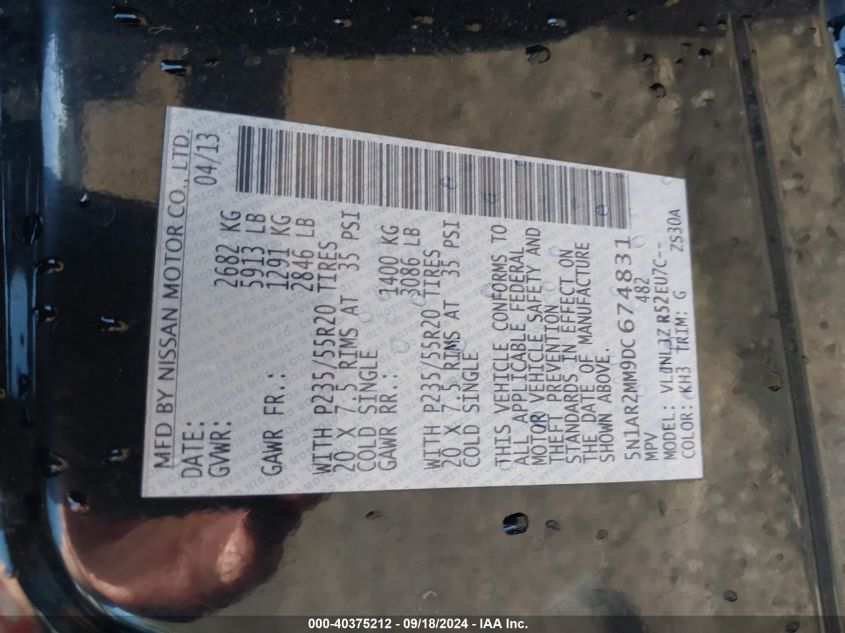 MFD BY NISSAN MOTOR CO., LTD.
DATE: 04/13
GVWR: 2682 KG
5913 LB
GAWR FR.: 1291 KG
2846 LB
WITH P235/55R20 TIRES
20 X 7.5 RIMS AT 35 PSI
COLD SINGLE
GAWR RR.: 1400 KG
3086 LB
WITH P235/55R20 TIRES
20 X 7.5 RIMS AT 35 PSI
COLD SINGLE
THIS VEHICLE CONFORMS TO
ALL APPLICABLE FEDERAL
MOTOR VEHICLE SAFETY AND
THEFT PREVENTION
STANDARDS IN EFFECT ON
THE DATE OF MANUFACTURE
SHOWN ABOVE.
5N1AR2MM9DC674831
MPV 482
MODEL: R52EU7C--
COLOR: KH3 TRIM: G ZS30A
000-40375212 - 09/18/2024 - IAA Inc.